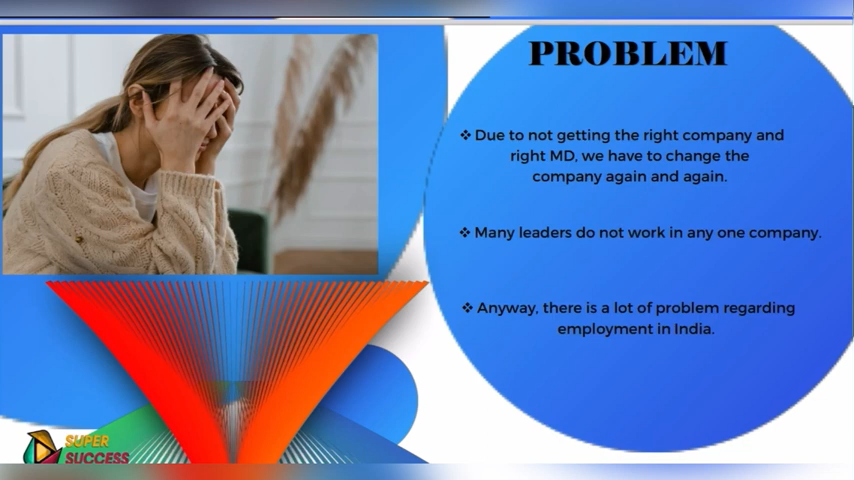 PROBLEM
❖ Due to not getting the right company and
right MD, we have to change the
company again and again.
❖ Many leaders do not work in any one company.
❖ Anyway, there is a lot of problem regarding
employment in India.
SUPER
SUCCESS